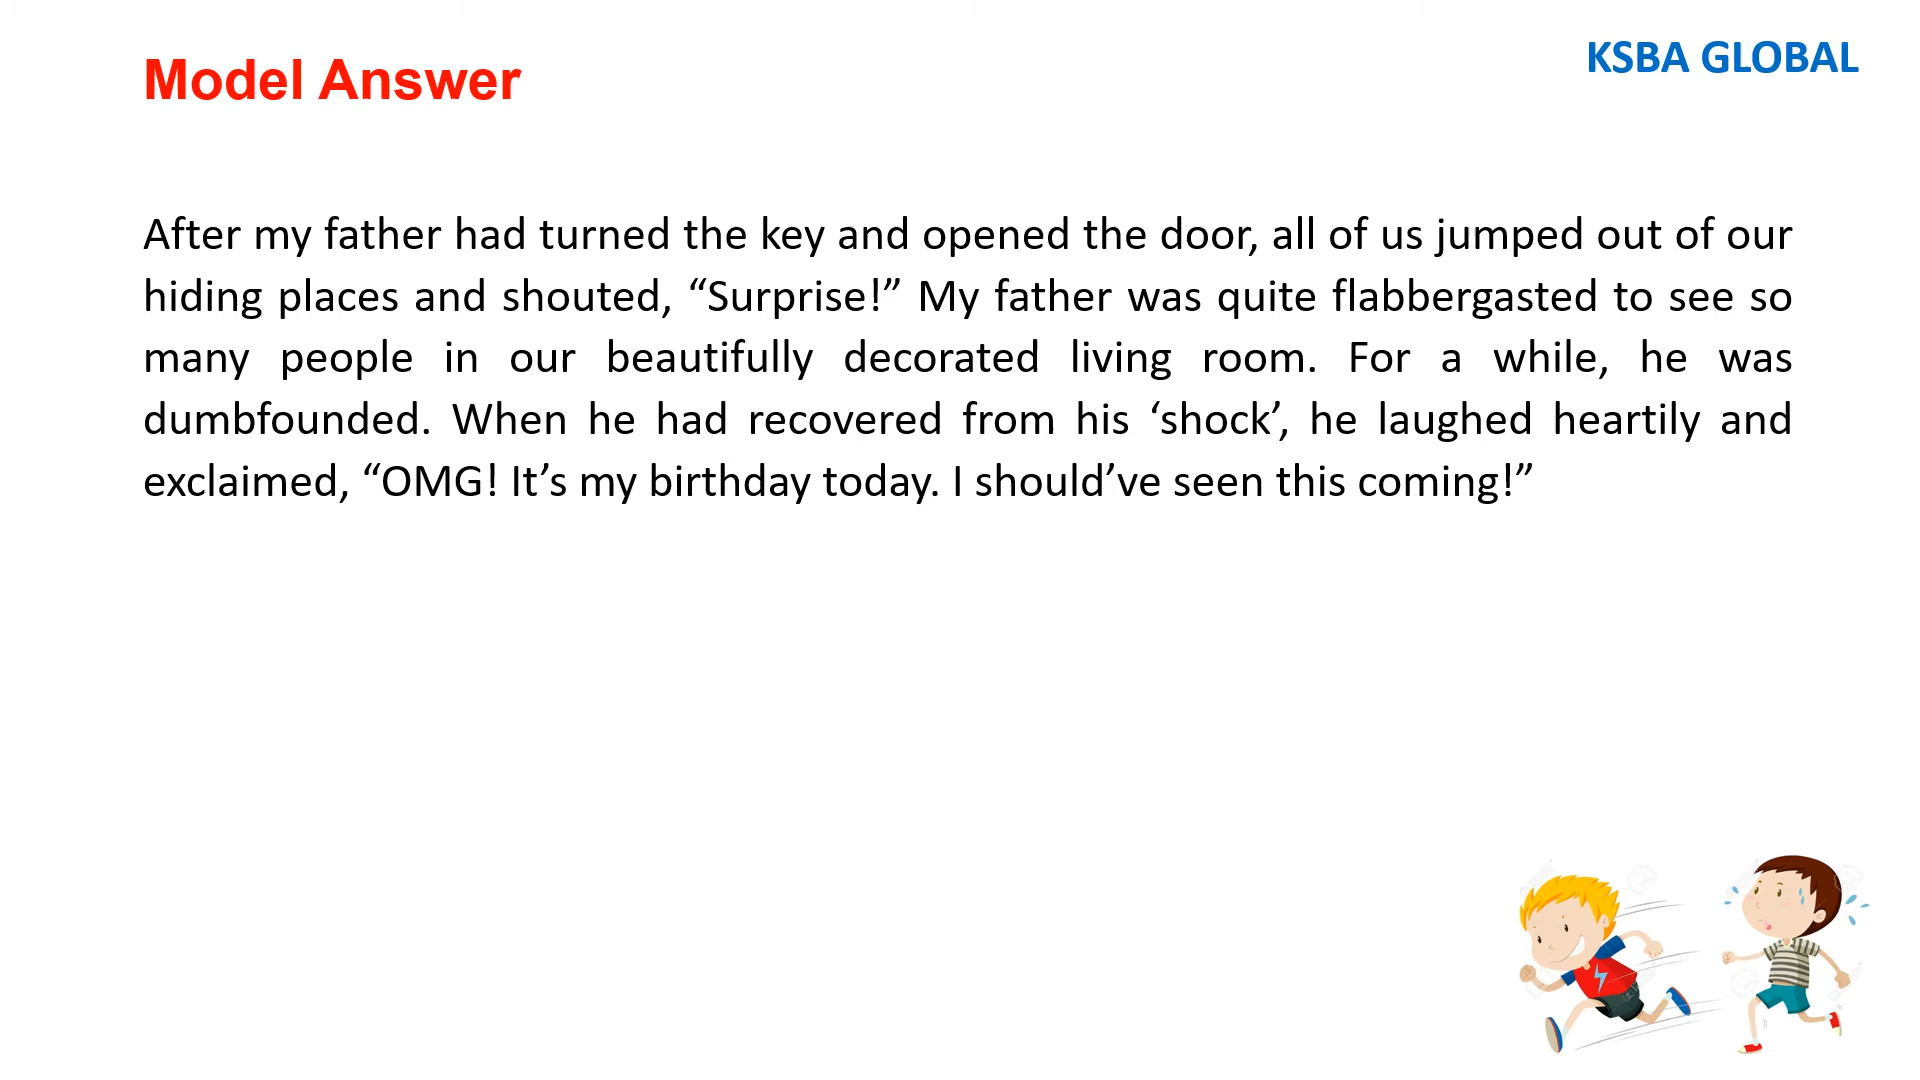 Model Answer
KSBA GLOBAL
After my father had turned the key and opened the door, all of us jumped out of our
hiding places and shouted, “Surprise!” My father was quite flabbergasted to see so
many people in our beautifully decorated living room. For a while, he was
dumbfounded. When he had recovered from his ‘shock’, he laughed heartily and
exclaimed, “OMG! It’s my birthday today. I should’ve seen this coming!”